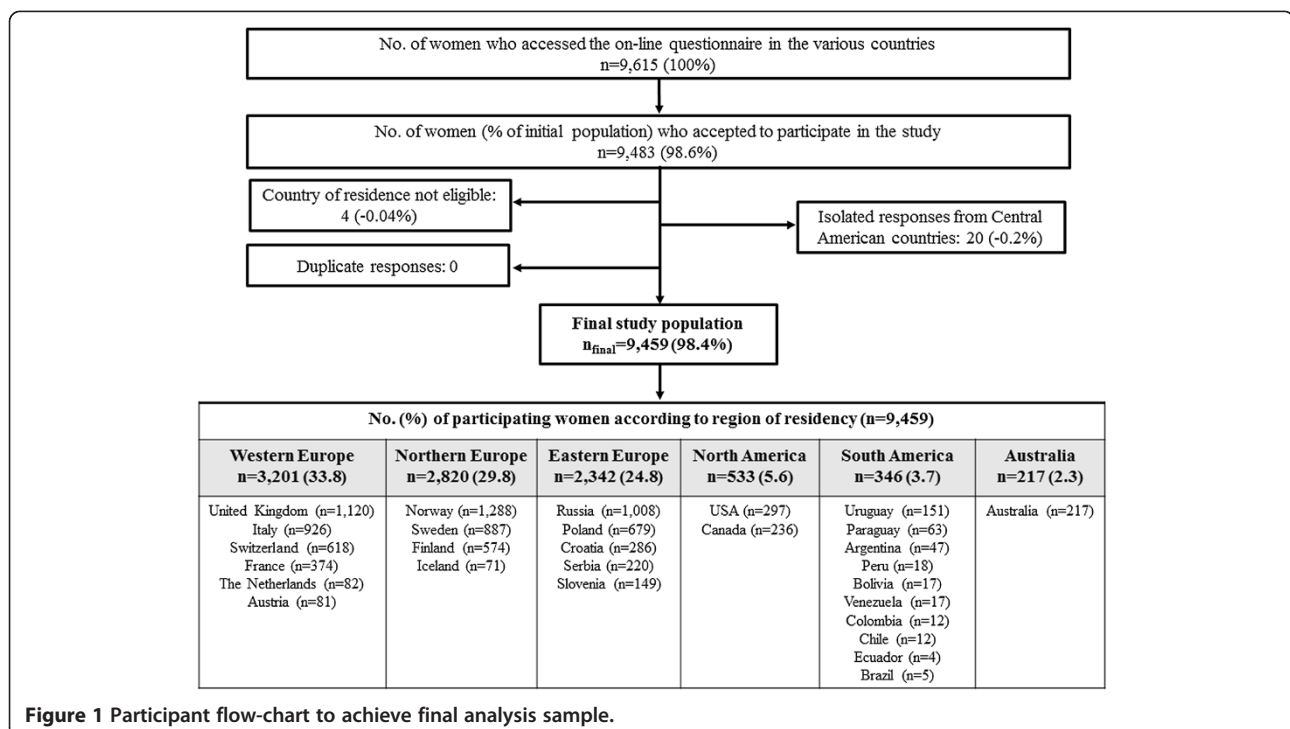 No. of women who accessed the on-line questionnaire in the various countries
n=9,615 (100%)
No. of women (% of initial population) who accepted to participate in the study
n=9,483 (98.6%)
Country of residence not eligible:
4 (-0.04%)
Isolated responses from Central
American countries: 20 (-0.2%)
Duplicate responses: 0
Final study population
nfinal=9,459 (98.4%)
No. (%) of participating women according to region of residency (n=9,459)
Western Europe
n=3,201 (33.8)
United Kingdom (n=1,120)
Italy (n=926)
Switzerland (n=618)
France (n=374)
The Netherlands (n=82)
Austria (n=81)
Northern Europe
n=2,820 (29.8)
Norway (n=1,288)
Sweden (n=887)
Finland (n=574)
Iceland (n=71)
Eastern Europe
n=2,342 (24.8)
Russia (n=1,008)
Poland (n=679)
Croatia (n=286)
Serbia (n=220)
Slovenia (n=149)
North America
n=533 (5.6)
USA (n=297)
Canada (n=236)
South America
n=346 (3.7)
Uruguay (n=151)
Paraguay (n=63)
Argentina (n=47)
Peru (n=18)
Bolivia (n=17)
Venezuela (n=17)
Colombia (n=12)
Chile (n=12)
Ecuador (n=4)
Brazil (n=5)
Australia
n=217 (2.3)
Australia (n=217)
Figure 1 Participant flow-chart to achieve final analysis sample.